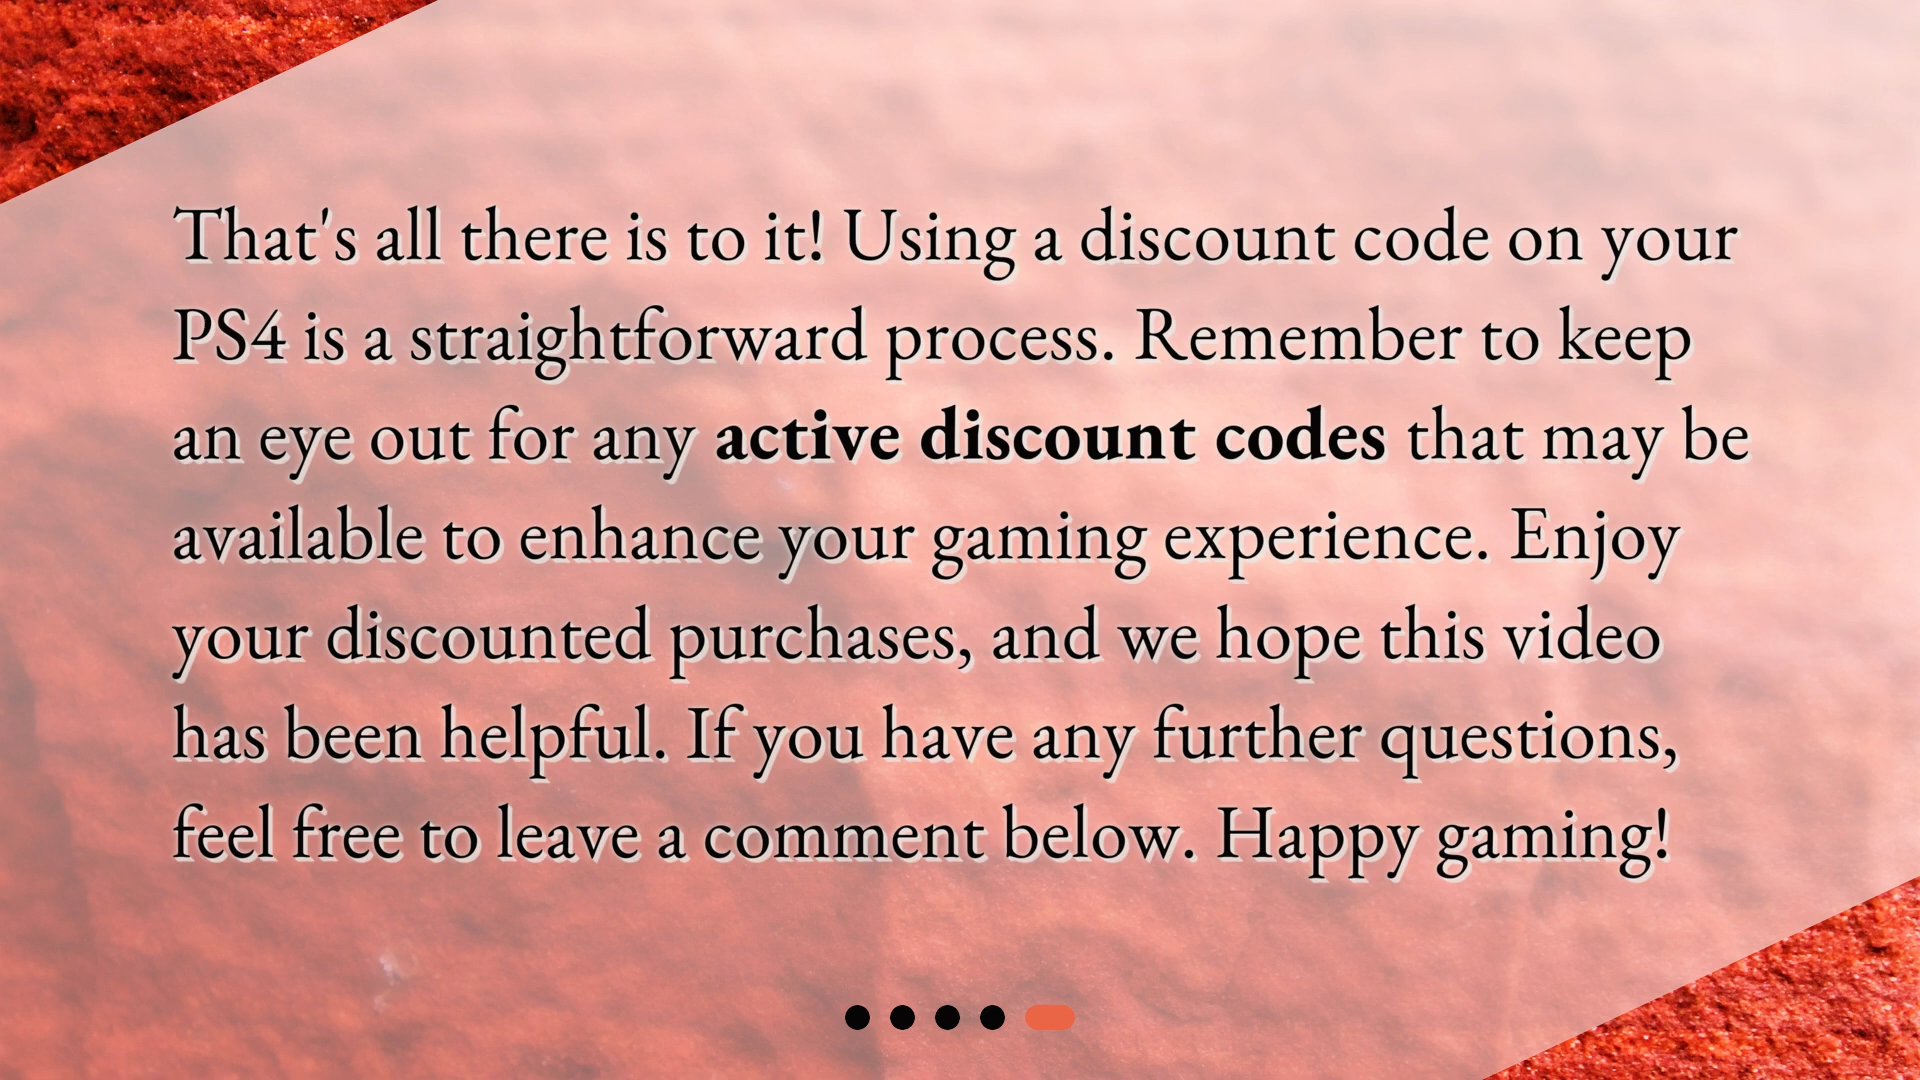 That's all there is to it! Using a discount code on your
PS4 is a straightforward process. Remember to keep
an eye out for any active discount codes that may be
available to enhance your gaming experience. Enjoy
your discounted purchases, and we hope this video
has been helpful. If you have any further questions,
feel free to leave a comment below. Happy gaming!